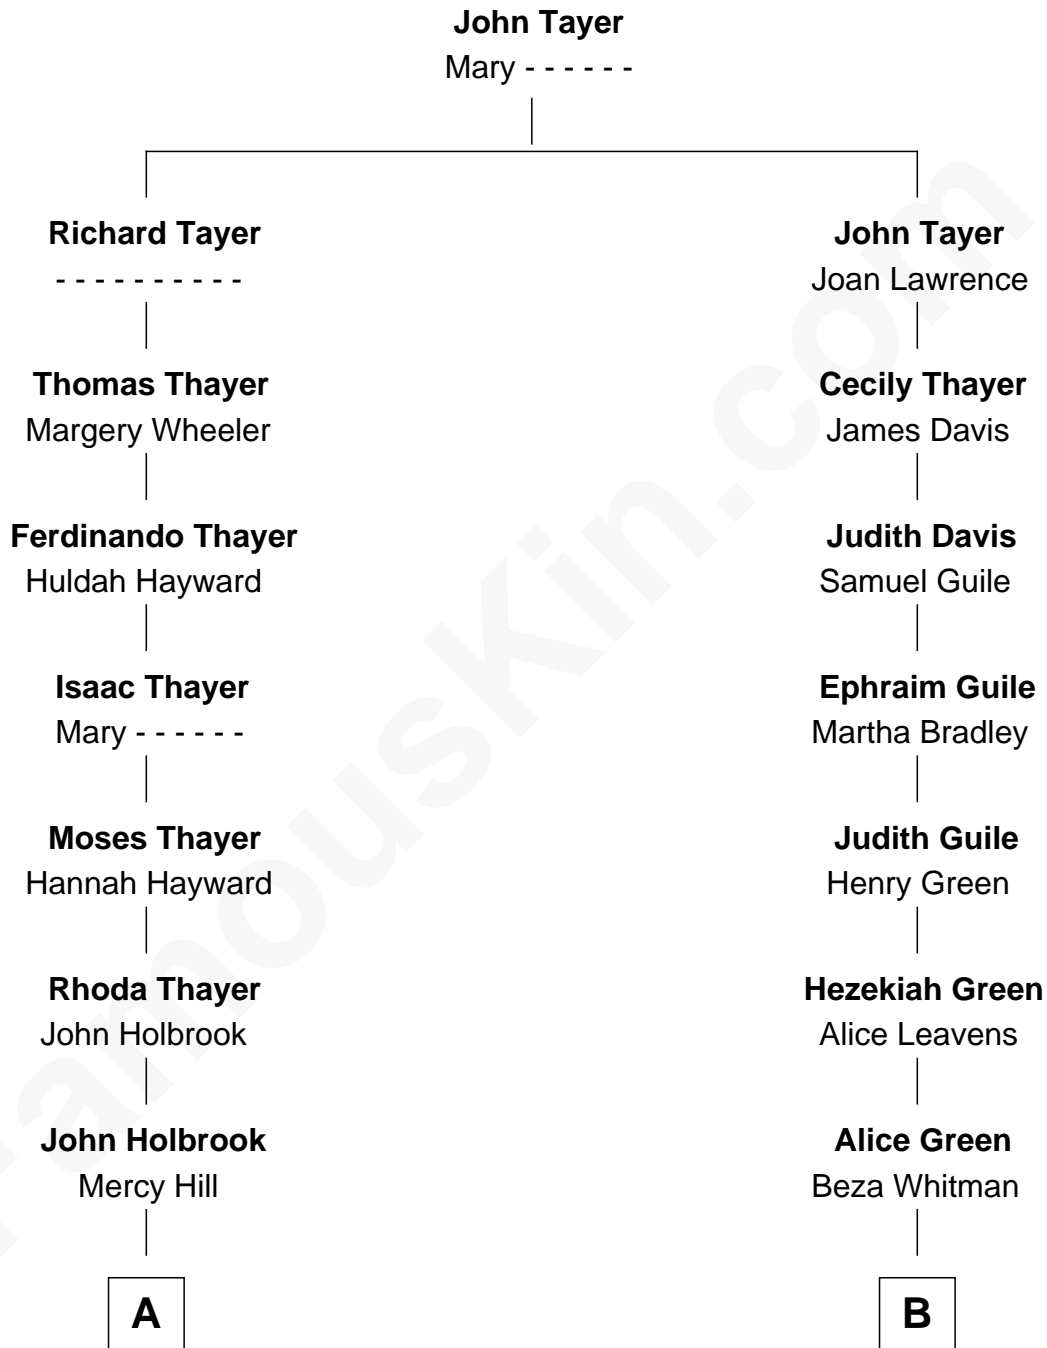 John Tayer
Mary - - - - - -
Richard Tayer
- - - - - - - - - -
John Tayer
Joan Lawrence
Thomas Thayer
Margery Wheeler
Cecily Thayer
James Davis
Ferdinando Thayer
Huldah Hayward
Judith Davis
Samuel Guile
Isaac Thayer
Mary - - - - - -
Ephraim Guile
Martha Bradley
Moses Thayer
Hannah Hayward
Judith Guile
Henry Green
Rhoda Thayer
John Holbrook
Hezekiah Green
Alice Leavens
John Holbrook
Mercy Hill
Alice Green
Beza Whitman
A
B
FamousKin.com